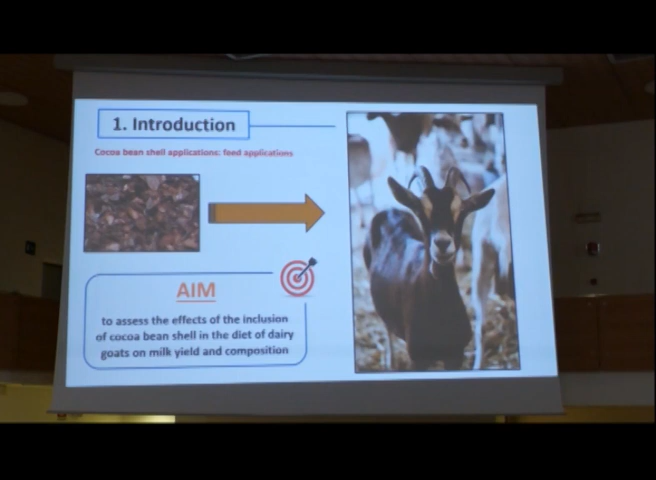 1. Introduction
Cocoa bean shell applications: feed applications
AIM
to assess the effects of the inclusion
of cocoa bean shell in the diet of dairy
goats on milk yield and composition